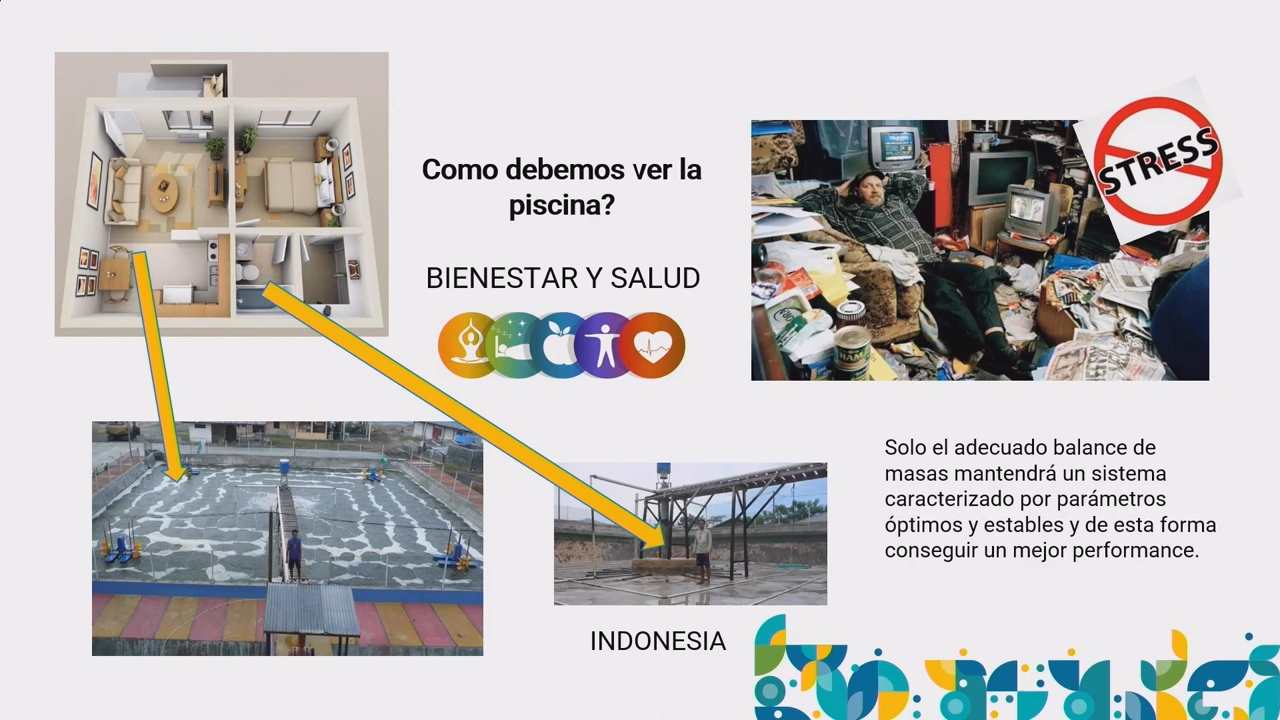 Como debemos ver la
piscina?
BIENESTAR Y SALUD
STRESS
Solo el adecuado balance de
masas mantendrá un sistema
caracterizado por parámetros
óptimos y estables y de esta forma
conseguir un mejor performance.
INDONESIA